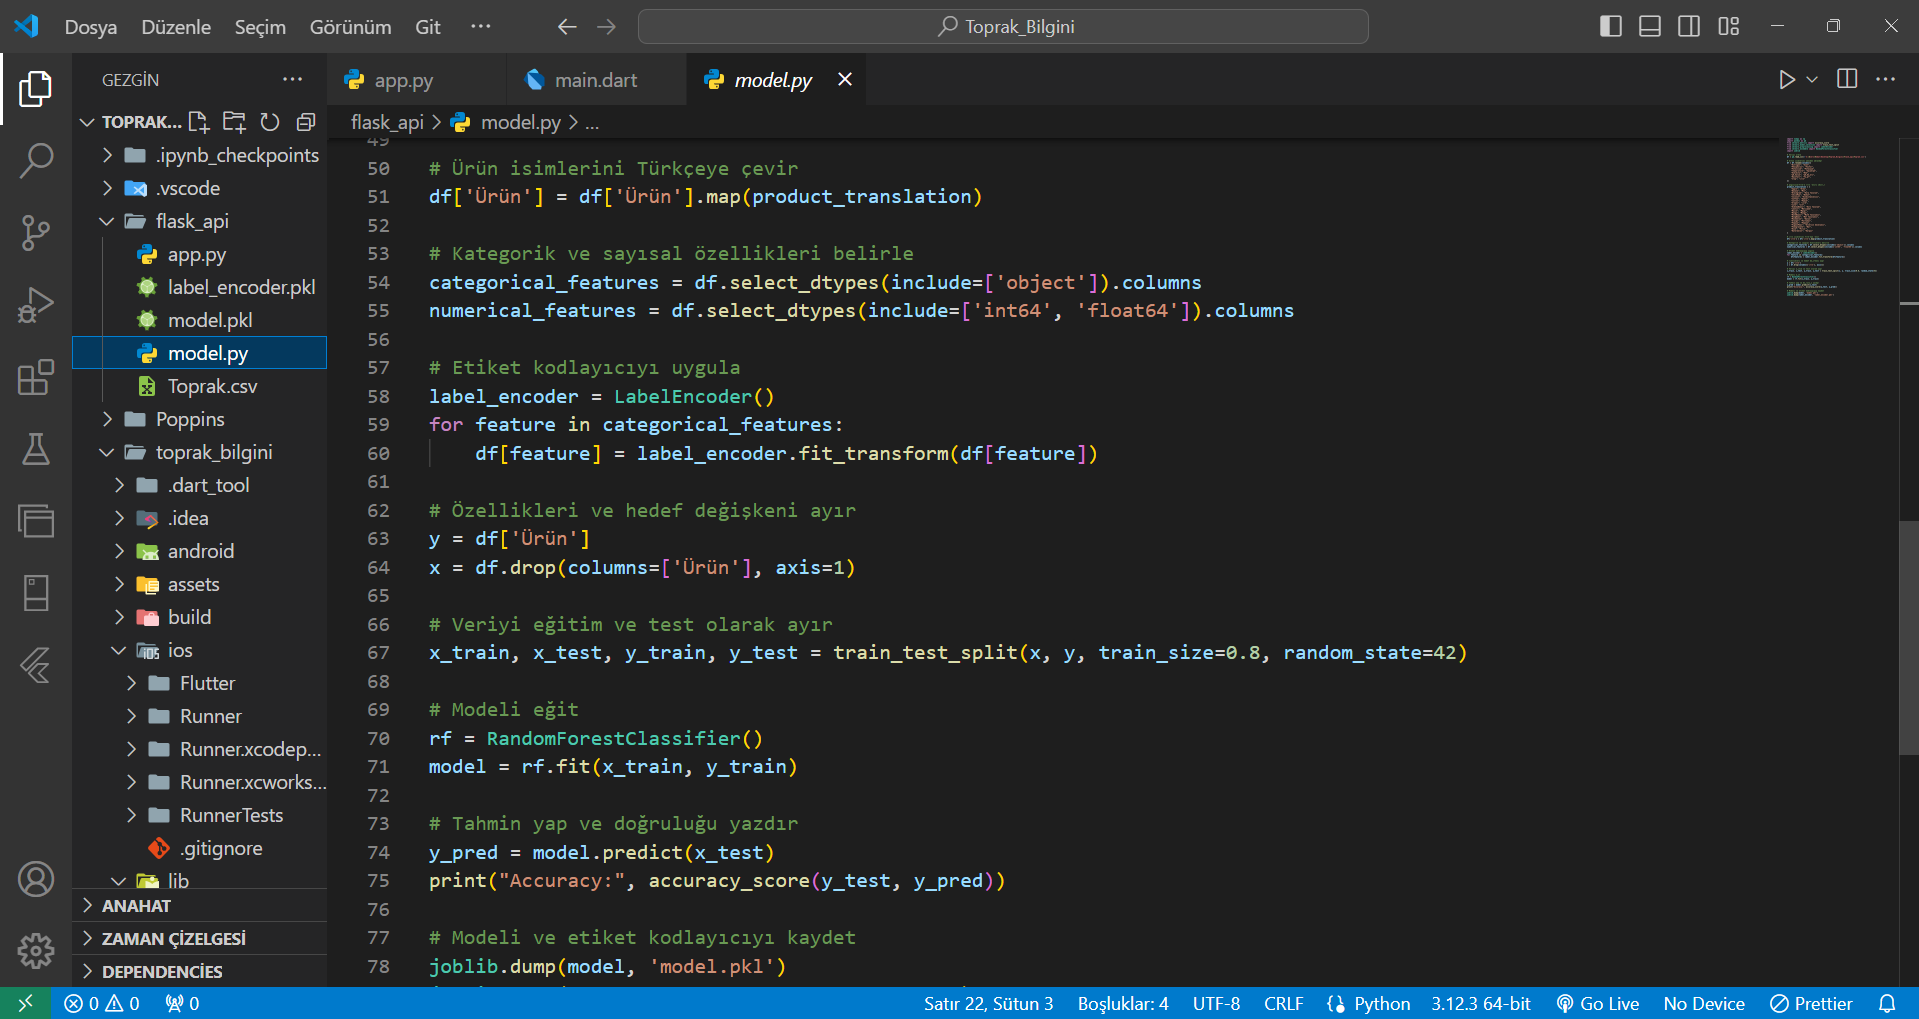 Dosya Düzenle Seçim Görünüm Git ··· Toprak_Bilgini
GEZGİN ···
TOPRAK...
.ipynb_checkpoints
.vscode
flask_api
app.py
label_encoder.pkl
model.pkl
model.py
Toprak.csv
Poppins
toprak_bilgini
.dart_tool
.idea
android
assets
build
ios
Flutter
Runner
Runner.xcodep...
Runner.xcworks...
RunnerTests
.gitignore
lib
ANAHAT
ZAMAN ÇİZELGESİ
DEPENDENCIES
app.py main.dart model.py
flask_api > model.py > ...
49
50 # Ürün isimlerini Türkçeye çevir
51 df['Ürün'] = df['Ürün'].map(product_translation)
52
53 # Kategorik ve sayısal özellikleri belirle
54 categorical_features = df.select_dtypes(include=['object']).columns
55 numerical_features = df.select_dtypes(include=['int64', 'float64']).columns
56
57 # Etiket kodlayıcıyı uygula
58 label_encoder = LabelEncoder()
59 for feature in categorical_features:
60 df[feature] = label_encoder.fit_transform(df[feature])
61
62 # Özellikleri ve hedef değişkeni ayır
63 y = df['Ürün']
64 x = df.drop(columns=['Ürün'], axis=1)
65
66 # Veriyi eğitim ve test olarak ayır
67 x_train, x_test, y_train, y_test = train_test_split(x, y, train_size=0.8, random_state=42)
68
69 # Modeli eğit
70 rf = RandomForestClassifier()
71 model = rf.fit(x_train, y_train)
72
73 # Tahmin yap ve doğruluğu yazdır
74 y_pred = model.predict(x_test)
75 print("Accuracy:", accuracy_score(y_test, y_pred))
76
77 # Modeli ve etiket kodlayıcıyı kaydet
78 joblib.dump(model, 'model.pkl')
0 0 0 Satır 22, Sütun 3 Boşluklar: 4 UTF-8 CRLF Python 3.12.3 64-bit Go Live No Device Prettier